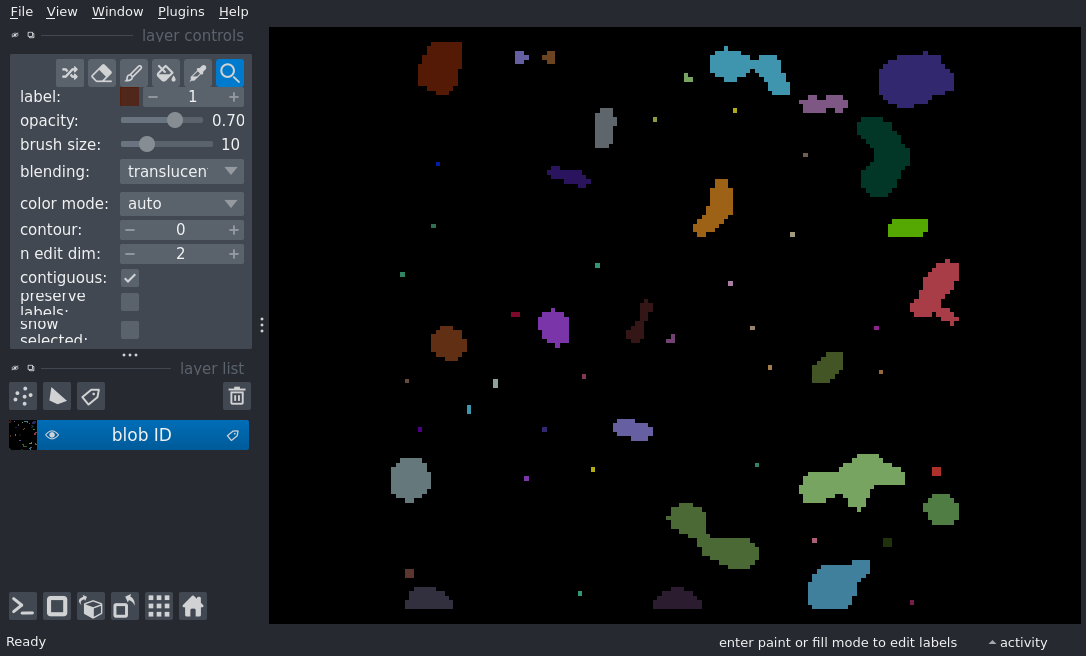 File View Window Plugins Help
layer controls
label: 1
opacity: 0.70
brush size: 10
blending: translucen
color mode: auto
contour: 0
n edit dim: 2
contiguous:
preserve
labels:
show
selected:
layer list
blob ID
Ready
enter paint or fill mode to edit labels
activity